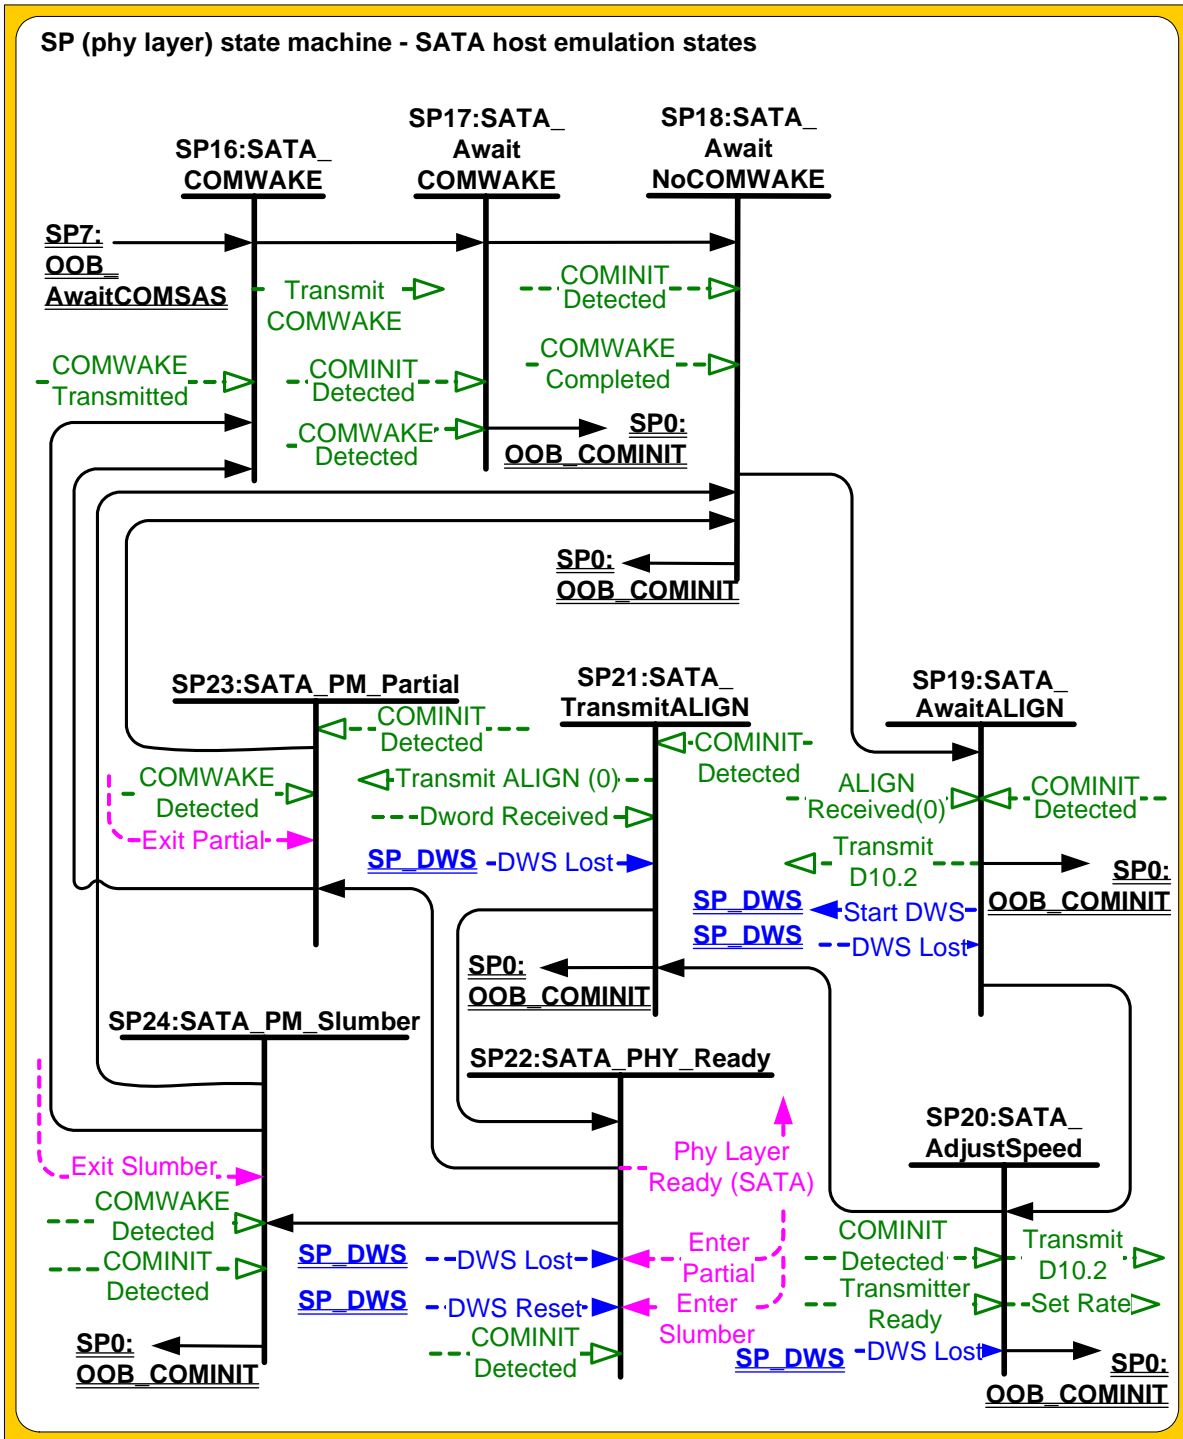 SP (phy layer) state machine - SATA host emulation states
SP16:SATA_
COMWAKE
SP17:SATA_
Await
COMWAKE
SP18:SATA_
Await
NoCOMWAKE
SP7:
OOB_
AwaitCOMSAS
Transmit
COMWAKE
COMINIT
Detected
COMWAKE
Transmitted
COMINIT
Detected
COMWAKE
Completed
COMWAKE
Detected
SP0:
OOB_COMINIT
SP0:
OOB_COMINIT
SP23:SATA_PM_Partial
SP21:SATA_
TransmitALIGN
SP19:SATA_
AwaitALIGN
COMINIT
Detected
COMINIT
Detected
COMWAKE
Detected
Transmit ALIGN (0)
ALIGN
Received(0)
COMINIT
Detected
Dword Received
Exit Partial
SP_DWS
DWS Lost
Transmit
D10.2
SP0:
OOB_COMINIT
SP_DWS
Start DWS
SP_DWS
DWS Lost
SP0:
OOB_COMINIT
SP24:SATA_PM_Slumber
SP22:SATA_PHY_Ready
SP20:SATA_
AdjustSpeed
Exit Slumber
Phy Layer
Ready (SATA)
COMWAKE
Detected
COMINIT
Detected
SP_DWS
DWS Lost
Enter
Partial
SP_DWS
DWS Reset
Enter
Slumber
COMINIT
Detected
COMINIT
Detected
Transmit
D10.2
Transmitter
Ready
Set Rate
SP_DWS
DWS Lost
SP0:
OOB_COMINIT
SP0:
OOB_COMINIT